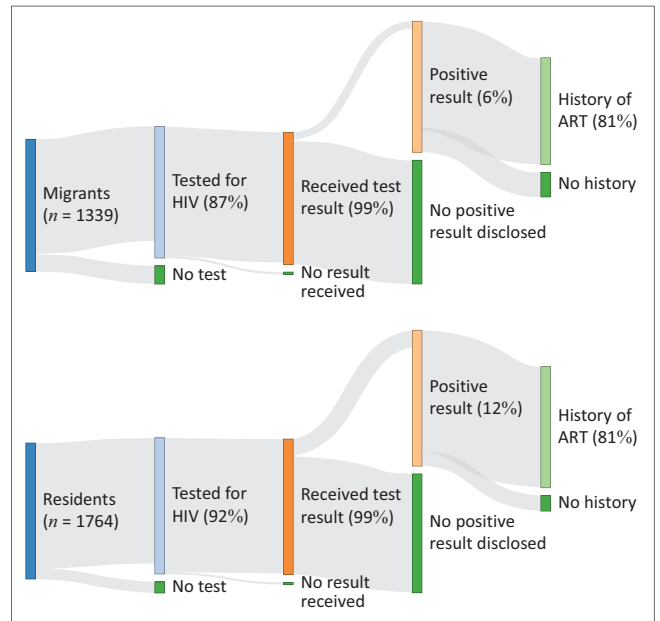 Positive
result (6%)
History of
ART (81%)
Migrants
(n = 1339)
Tested for
HIV (87%)
Received test
result (99%)
No history
No positive
result disclosed
No test
No result
received
Positive
result (12%)
History of
ART (81%)
Residents
(n = 1764)
Tested for
HIV (92%)
Received test
result (99%)
No history
No positive
result disclosed
No test
No result
received